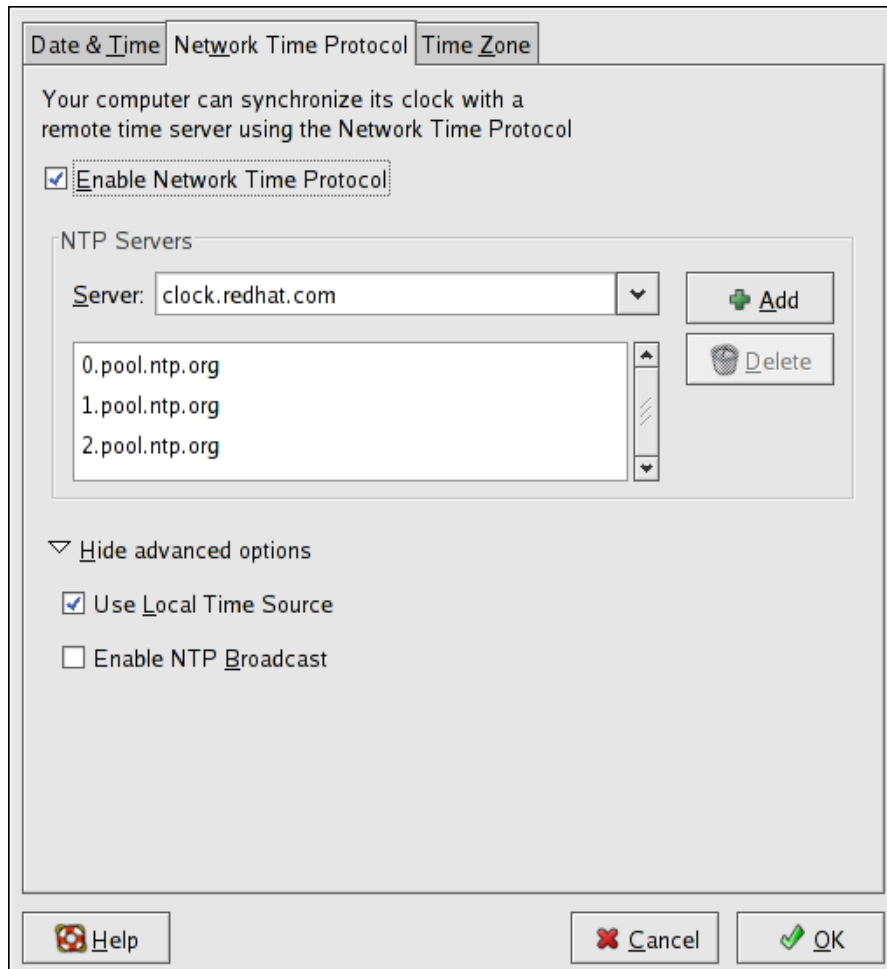 Date & Time
Network Time Protocol
Time Zone
Your computer can synchronize its clock with a
remote time server using the Network Time Protocol
Enable Network Time Protocol
NTP Servers
Server:
clock.redhat.com
Add
0.pool.ntp.org
Delete
1.pool.ntp.org
2.pool.ntp.org
Hide advanced options
Use Local Time Source
Enable NTP Broadcast
Help
Cancel
OK